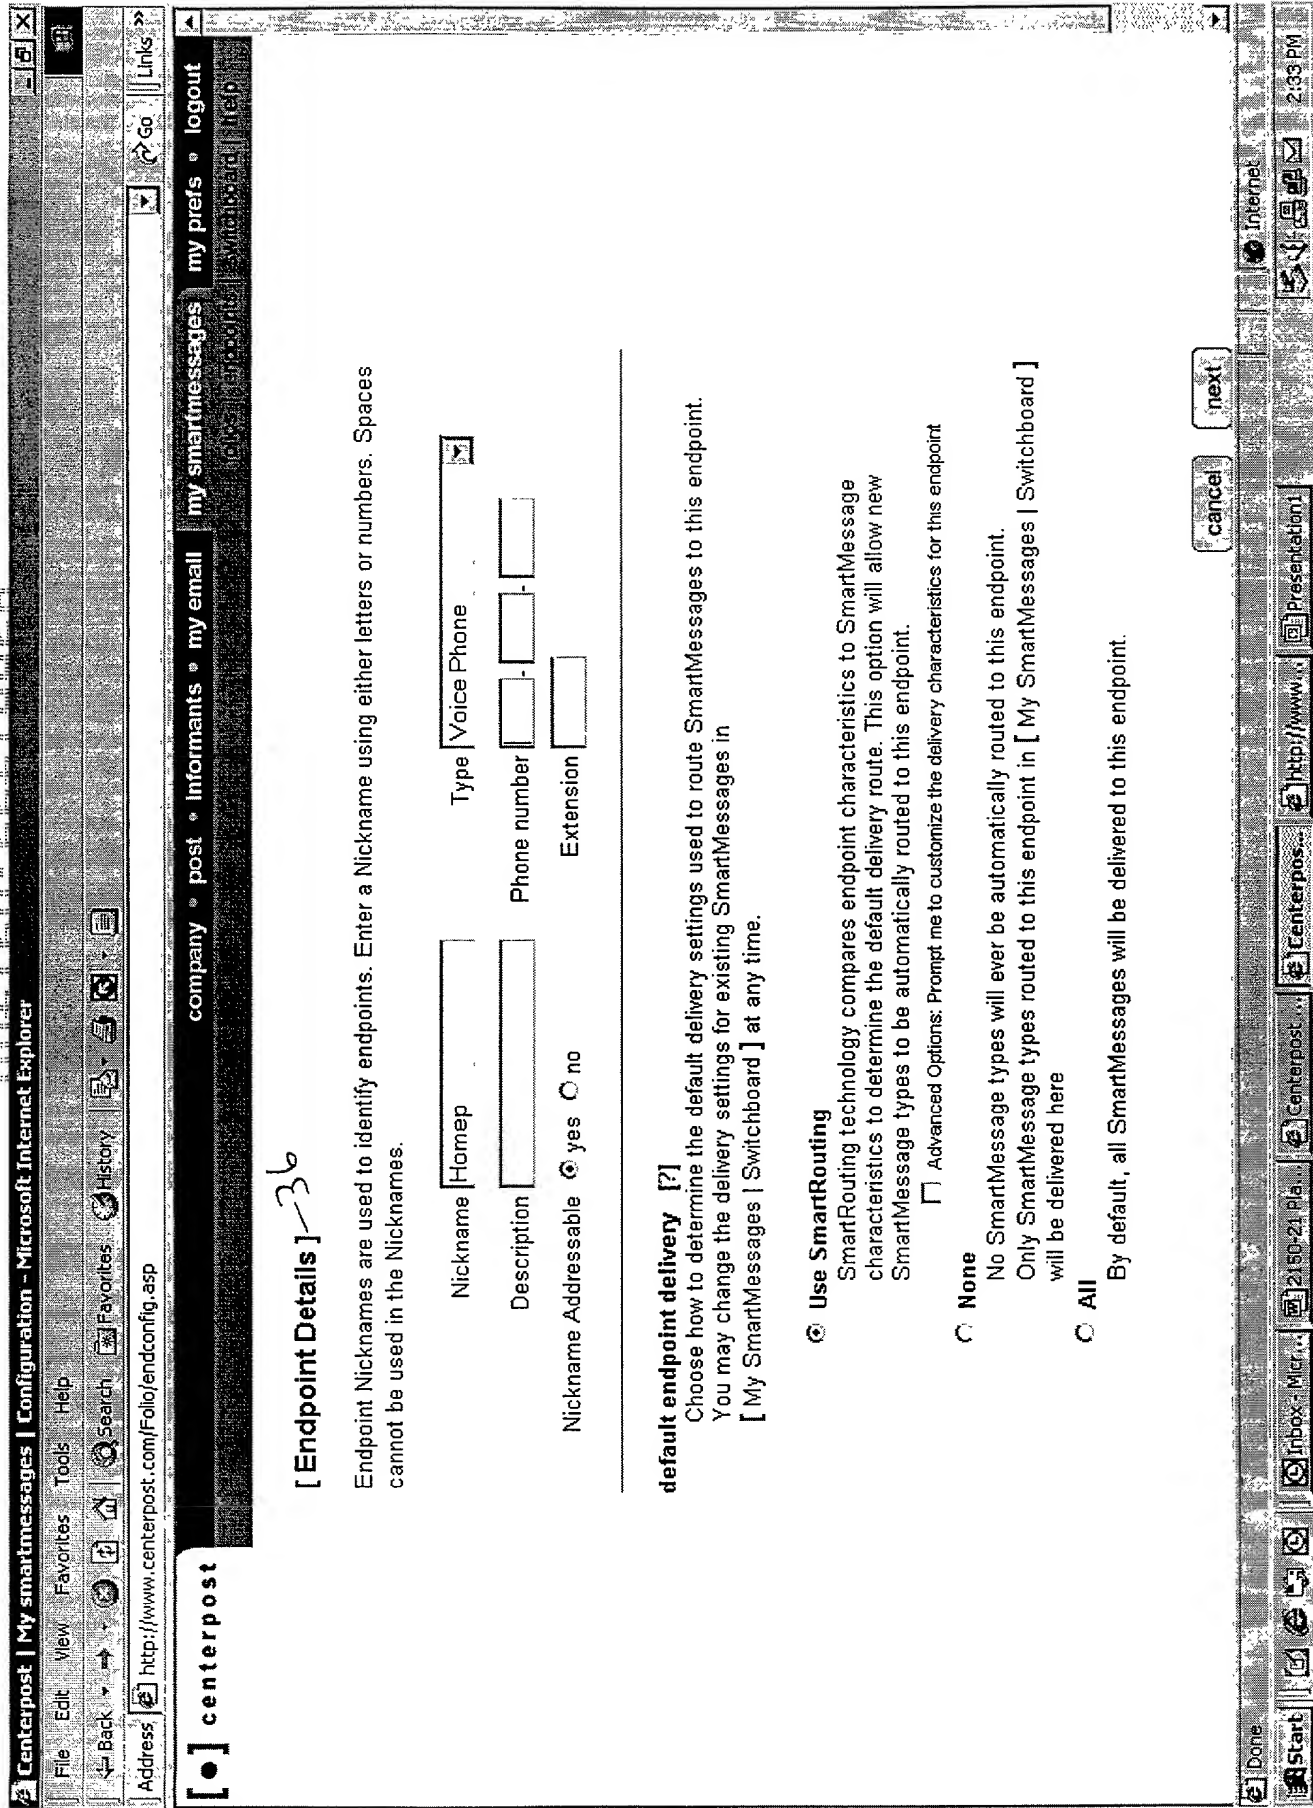 Centerpost | My smartmessages | Configuration - Microsoft Internet Explorer
File Edit View Favorites Tools Help
Back Search Favorites History
Address http://www.centerpost.com/Folio/endconfig.asp Go Links »
[●] centerpost
company • post • Informants • my email my smartmessages my prefs • logout
endpoints | switchboard | help
[ Endpoint Details ] 36
Endpoint Nicknames are used to identify endpoints. Enter a Nickname using either letters or numbers. Spaces
cannot be used in the Nicknames.
Nickname Homep Type Voice Phone
Description Phone number - -
Nickname Addressable yes no Extension
default endpoint delivery [?]
Choose how to determine the default delivery settings used to route SmartMessages to this endpoint.
You may change the delivery settings for existing SmartMessages in
[ My SmartMessages | Switchboard ] at any time.
Use SmartRouting
SmartRouting technology compares endpoint characteristics to SmartMessage
characteristics to determine the default delivery route. This option will allow new
SmartMessage types to be automatically routed to this endpoint.
Advanced Options: Prompt me to customize the delivery characteristics for this endpoint
None
No SmartMessage types will ever be automatically routed to this endpoint.
Only SmartMessage types routed to this endpoint in [ My SmartMessages | Switchboard ]
will be delivered here
All
By default, all SmartMessages will be delivered to this endpoint.
cancel next
Done Internet
Start Inbox - Micr... 2150-21 Pla... Centerpost ... Centerpos... http://www... Presentation1 2:33 PM